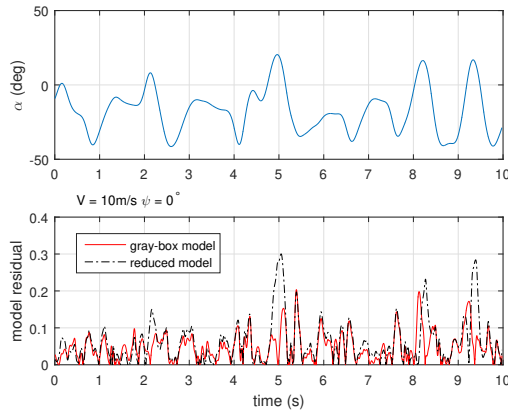 50
0
-50
α (deg)
0 1 2 3 4 5 6 7 8 9 10
V = 10m/s ψ = 0°
0.4
0.3
0.2
0.1
0
model residual
gray-box model
reduced model
0 1 2 3 4 5 6 7 8 9 10
time (s)